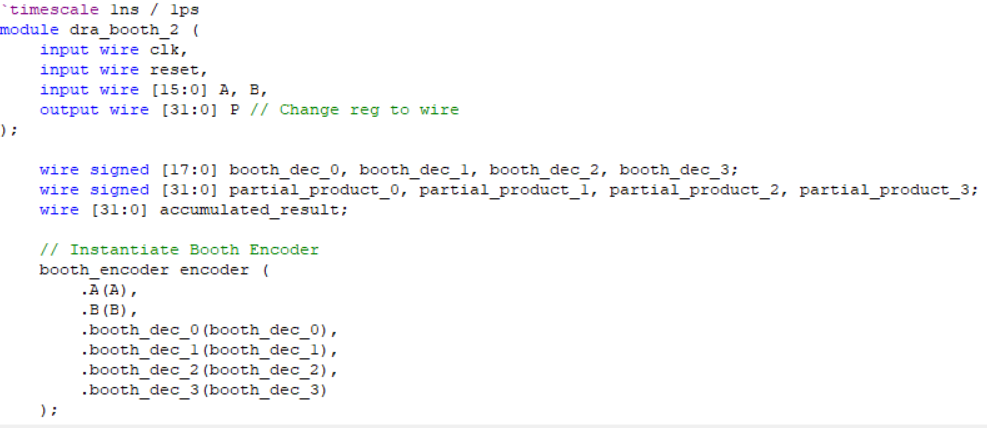 `timescale 1ns / 1ps
module dra_booth_2 (
    input wire clk,
    input wire reset,
    input wire [15:0] A, B,
    output wire [31:0] P // Change reg to wire
);

    wire signed [17:0] booth_dec_0, booth_dec_1, booth_dec_2, booth_dec_3;
    wire signed [31:0] partial_product_0, partial_product_1, partial_product_2, partial_product_3;
    wire [31:0] accumulated_result;

    // Instantiate Booth Encoder
    booth_encoder encoder (
        .A(A),
        .B(B),
        .booth_dec_0(booth_dec_0),
        .booth_dec_1(booth_dec_1),
        .booth_dec_2(booth_dec_2),
        .booth_dec_3(booth_dec_3)
    );